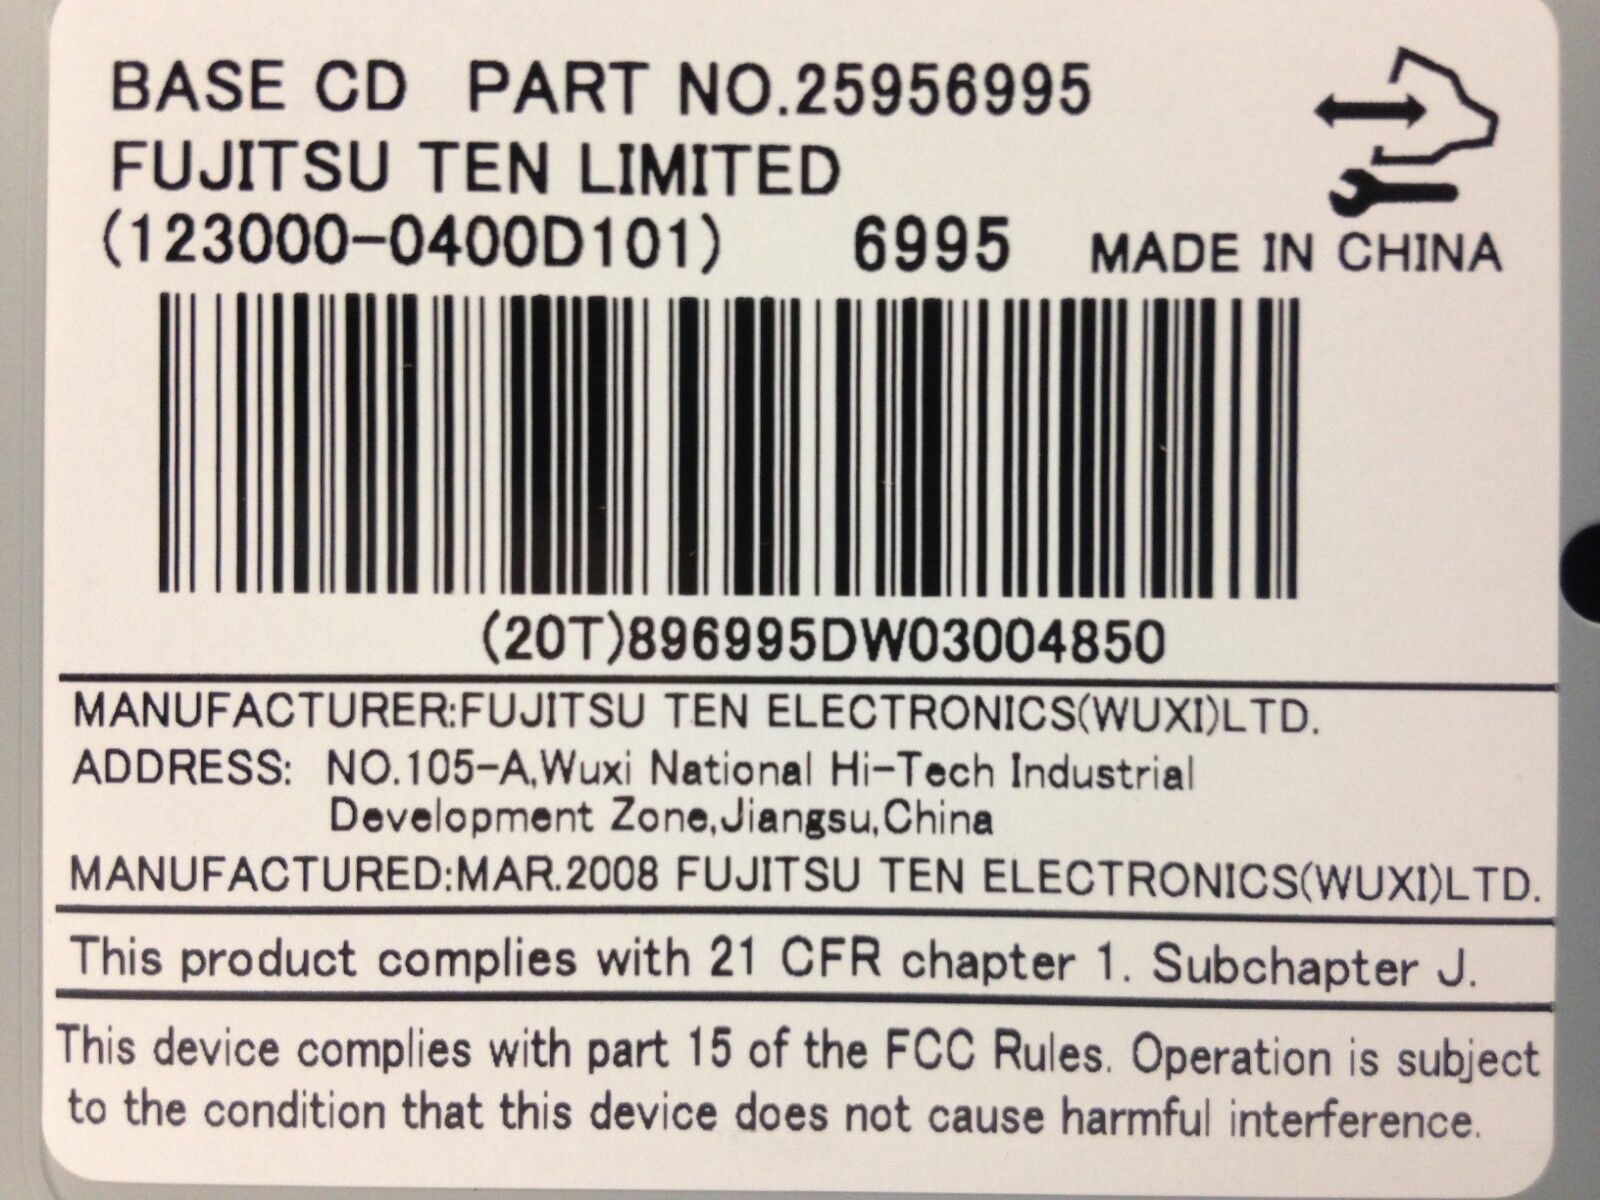 BASE CD PART NO.25956995
FUJITSU TEN LIMITED
(123000-0400D101) 6995 MADE IN CHINA
(20T)896995DW03004850
MANUFACTURER:FUJITSU TEN ELECTRONICS(WUXI)LTD.
ADDRESS: NO.105-A,Wuxi National Hi-Tech Industrial
Development Zone,Jiangsu,China
MANUFACTURED:MAR.2008 FUJITSU TEN ELECTRONICS(WUXI)LTD.
This product complies with 21 CFR chapter 1. Subchapter J.
This device complies with part 15 of the FCC Rules. Operation is subject
to the condition that this device does not cause harmful interference.